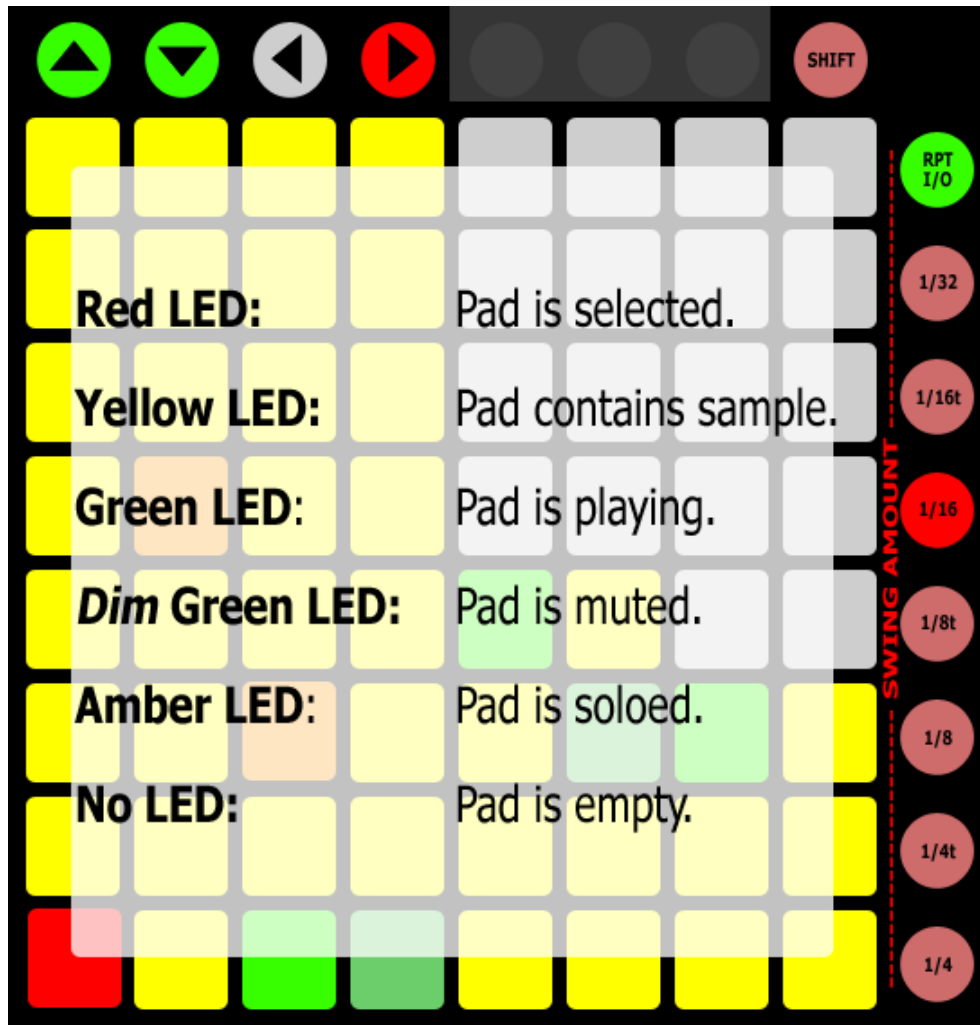 SHIFT
RPT
I/O
Red LED: Pad is selected.
1/32
Yellow LED: Pad contains sample.
1/16t
Green LED: Pad is playing.
1/16
SWING AMOUNT
Dim Green LED: Pad is muted.
1/8t
Amber LED: Pad is soloed.
1/8
No LED: Pad is empty.
1/4t
1/4